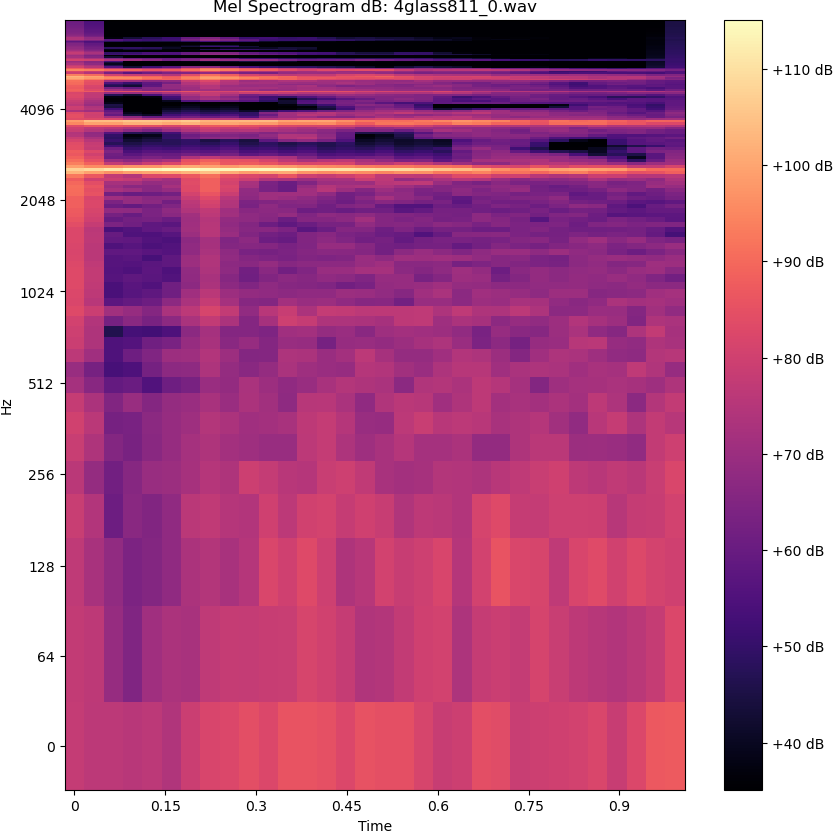 Mel Spectrogram dB: 4glass811_0.wav
4096
2048
1024
512
256
128
64
0
Hz
0
0.15
0.3
0.45
0.6
0.75
0.9
Time
+110 dB
+100 dB
+90 dB
+80 dB
+70 dB
+60 dB
+50 dB
+40 dB